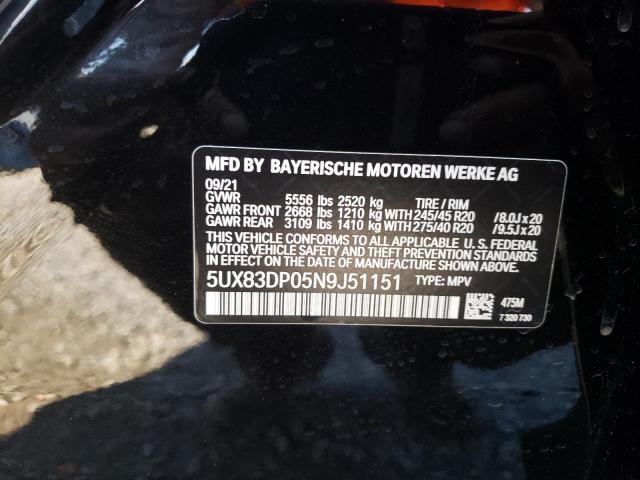 MFD BY BAYERISCHE MOTOREN WERKE AG
09/21
GVWR 5556 lbs 2520 kg TIRE / RIM
GAWR FRONT 2668 lbs 1210 kg WITH 245/45 R20 /8.0J x 20
GAWR REAR 3109 lbs 1410 kg WITH 275/40 R20 /9.5J x 20
THIS VEHICLE CONFORMS TO ALL APPLICABLE U.S. FEDERAL
MOTOR VEHICLE SAFETY AND THEFT PREVENTION STANDARDS
IN EFFECT ON THE DATE OF MANUFACTURE SHOWN ABOVE.
5UX83DP05N9J51151 TYPE: MPV
475M
7 320 730